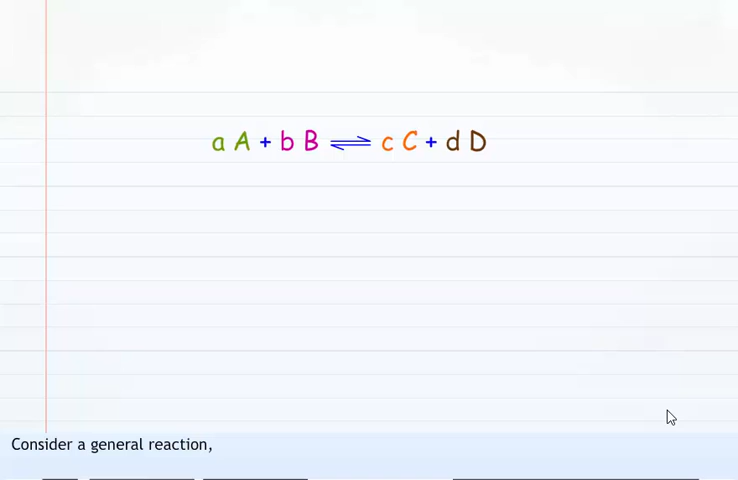 a A + b B ⇌ c C + d D
Consider a general reaction,